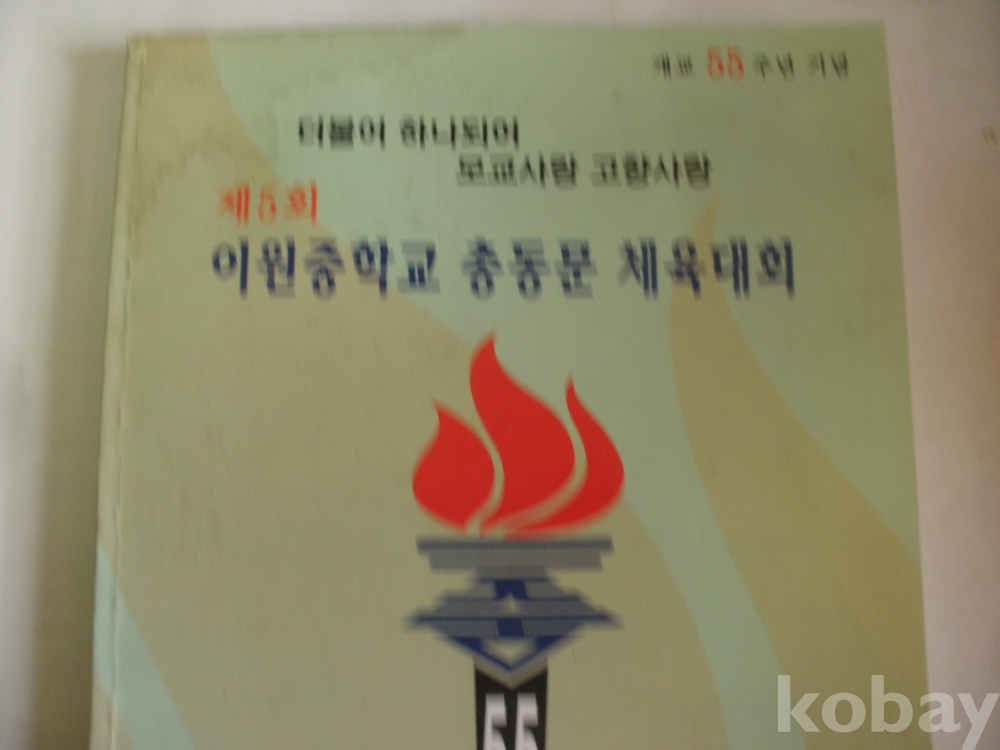 개교 55 주년 기념
더불어 하나되어
모교사랑 고향사랑
제5회
이원중학교 총동문 체육대회
55
kobay